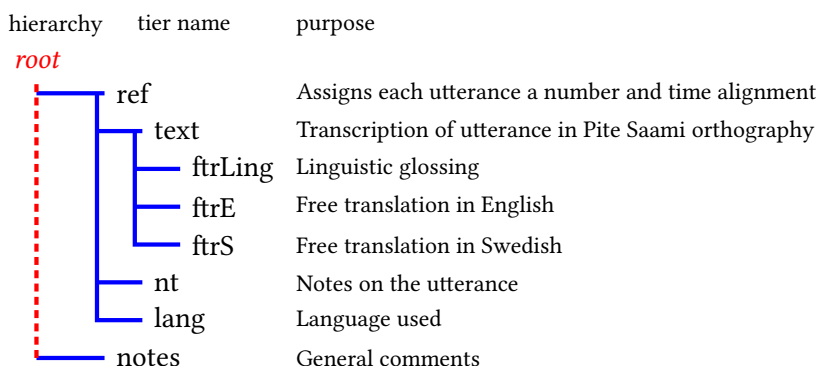 hierarchy tier name purpose
root
ref Assigns each utterance a number and time alignment
text Transcription of utterance in Pite Saami orthography
ftrLing Linguistic glossing
ftrE Free translation in English
ftrS Free translation in Swedish
nt Notes on the utterance
lang Language used
notes General comments